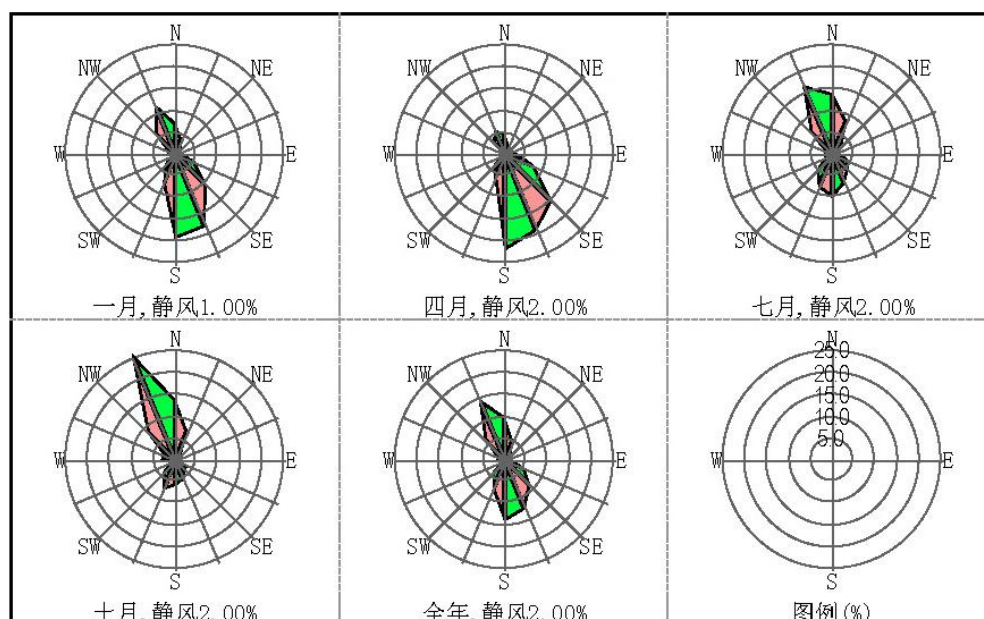 N
NW NE
W E
SW SE
S
一月,静风1.00%
N
NW NE
W E
SW SE
S
四月,静风2.00%
N
NW NE
W E
SW SE
S
七月,静风2.00%
N
NW NE
W E
SW SE
S
十月,静风2.00%
N
NW NE
W E
SW SE
S
全年,静风2.00%
N
25.0
20.0
15.0
10.0
5.0
W E
S
图例(%)